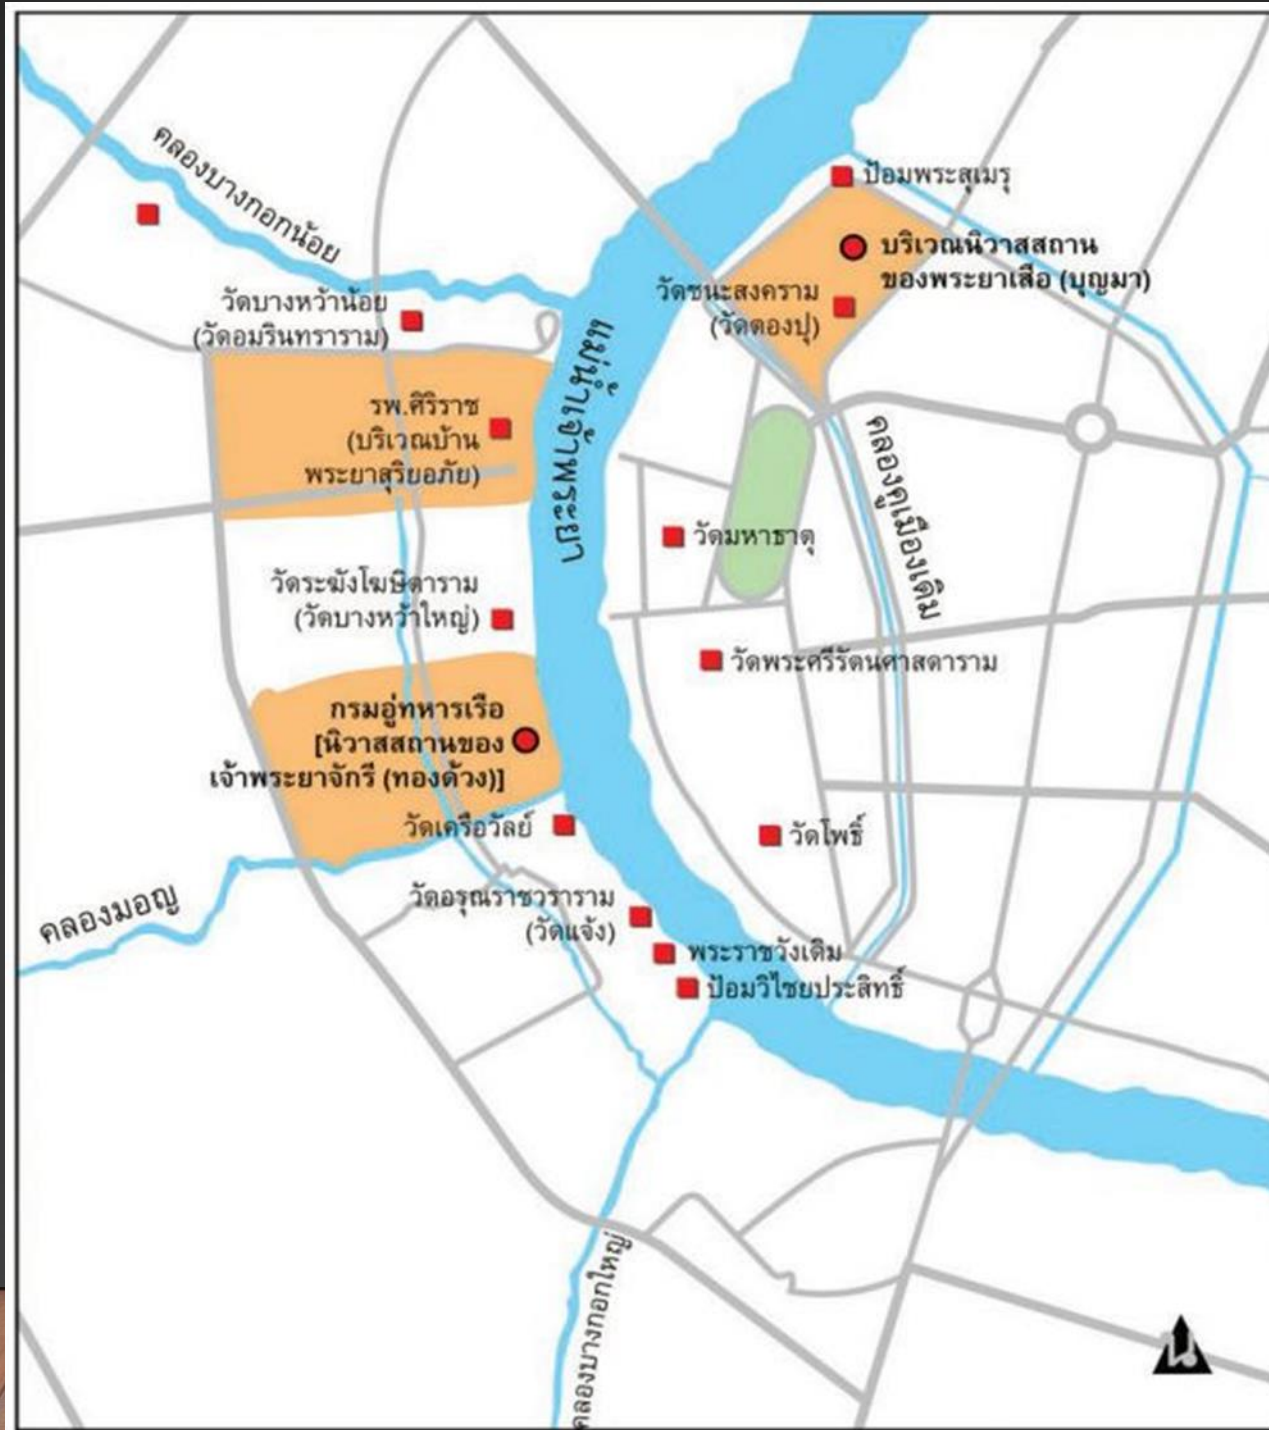 คลองบางกอกน้อย
ป้อมพระสุเมรุ
บริเวณนิวาสสถาน
ของพระยาเสือ (บุญมา)
วัดชนะสงคราม
(วัดตองปุ)
วัดบางหว้าน้อย
(วัดอมรินทราราม)
แม่น้ำเจ้าพระยา
รพ.ศิริราช
(บริเวณบ้าน
พระยาสุริยอภัย)
คลองคูเมืองเดิม
วัดมหาธาตุ
วัดระฆังโฆษิตาราม
(วัดบางหว้าใหญ่)
วัดพระศรีรัตนศาสดาราม
กรมอู่ทหารเรือ
[นิวาสสถานของ
เจ้าพระยาจักรี (ทองด้วง)]
วัดเครือวัลย์
วัดโพธิ์
คลองมอญ
วัดอรุณราชวราราม
(วัดแจ้ง)
พระราชวังเดิม
ป้อมวิไชยประสิทธิ์
คลองบางกอกใหญ่
น